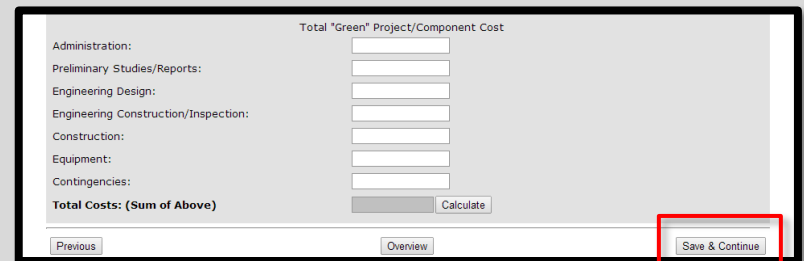 Total "Green" Project/Component Cost
Administration:
Preliminary Studies/Reports:
Engineering Design:
Engineering Construction/Inspection:
Construction:
Equipment:
Contingencies:
Total Costs: (Sum of Above) Calculate
Previous Overview Save & Continue